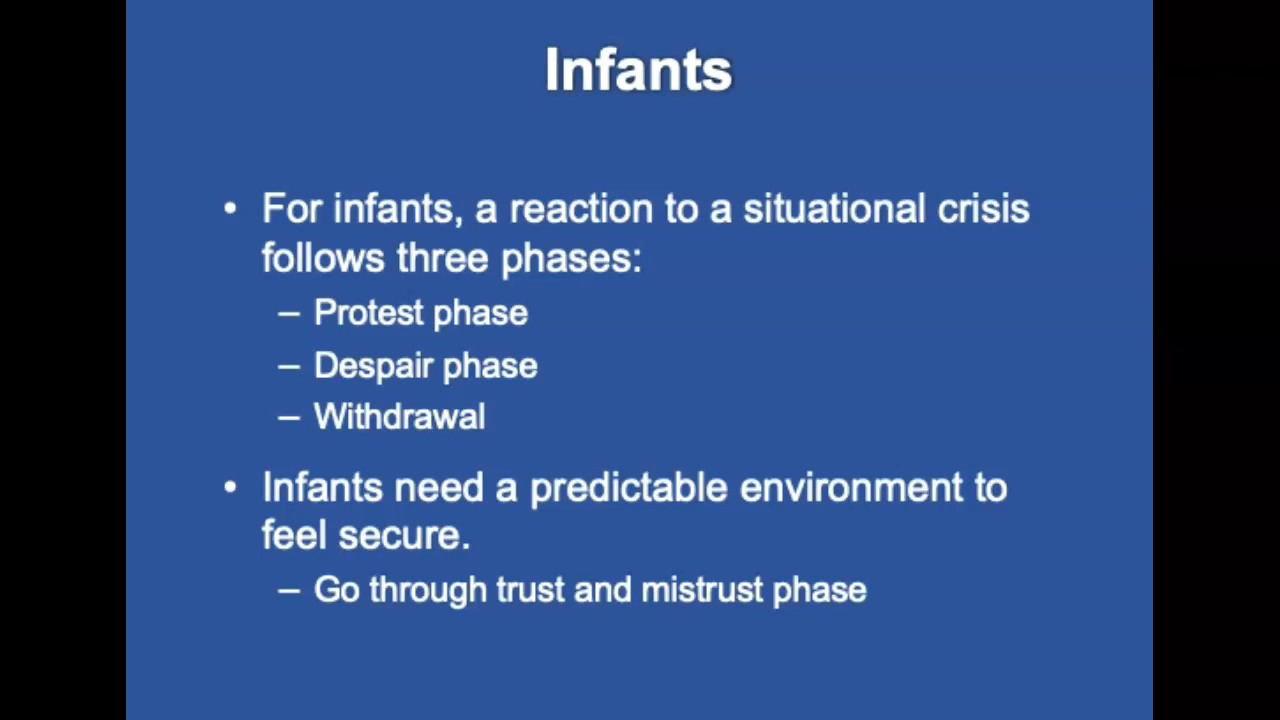 Infants
• For infants, a reaction to a situational crisis
follows three phases:
– Protest phase
– Despair phase
– Withdrawal
• Infants need a predictable environment to
feel secure.
– Go through trust and mistrust phase